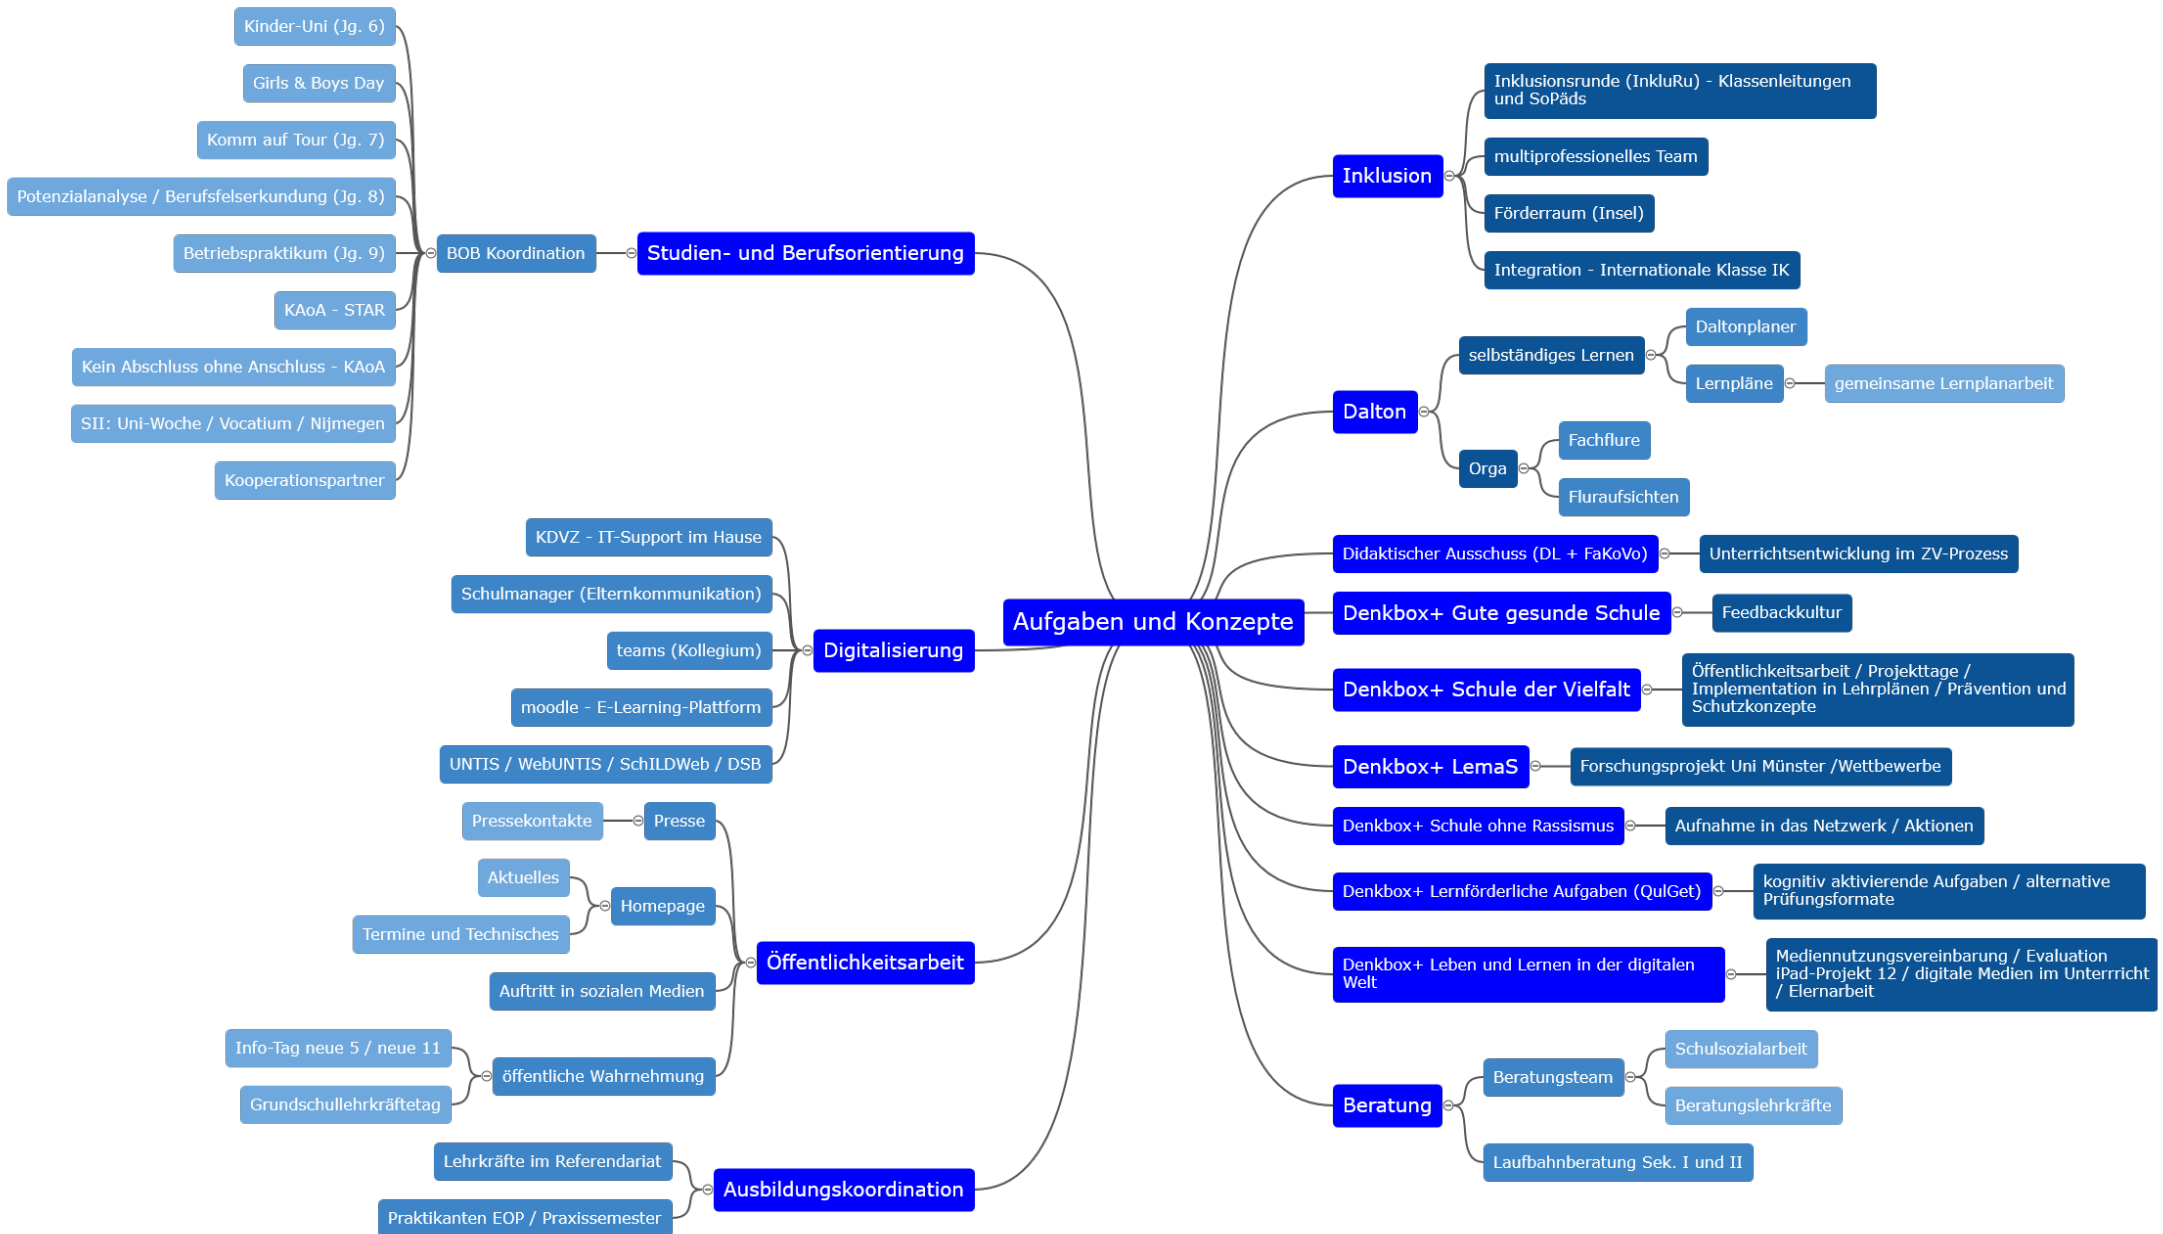 Kinder-Uni (Jg. 6)
Girls & Boys Day
Komm auf Tour (Jg. 7)
Potenzialanalyse / Berufsfelserkundung (Jg. 8)
Betriebspraktikum (Jg. 9)
KAoA - STAR
Kein Abschluss ohne Anschluss - KAoA
SII: Uni-Woche / Vocatium / Nijmegen
Kooperationspartner
BOB Koordination
Studien- und Berufsorientierung
KDVZ - IT-Support im Hause
Schulmanager (Elternkommunikation)
teams (Kollegium)
moodle - E-Learning-Plattform
UNTIS / WebUNTIS / SchILDWeb / DSB
Digitalisierung
Pressekontakte
Presse
Aktuelles
Termine und Technisches
Homepage
Auftritt in sozialen Medien
Info-Tag neue 5 / neue 11
Grundschullehrkräftetag
öffentliche Wahrnehmung
Öffentlichkeitsarbeit
Lehrkräfte im Referendariat
Praktikanten EOP / Praxissemester
Ausbildungskoordination
Aufgaben und Konzepte
Inklusion
Inklusionsrunde (InkluRu) - Klassenleitungen
und SoPäds
multiprofessionelles Team
Förderraum (Insel)
Integration - Internationale Klasse IK
Dalton
selbständiges Lernen
Daltonplaner
Lernpläne
gemeinsame Lernplanarbeit
Orga
Fachflure
Fluraufsichten
Didaktischer Ausschuss (DL + FaKoVo)
Unterrichtsentwicklung im ZV-Prozess
Denkbox+ Gute gesunde Schule
Feedbackkultur
Denkbox+ Schule der Vielfalt
Öffentlichkeitsarbeit / Projekttage /
Implementation in Lehrplänen / Prävention und
Schutzkonzepte
Denkbox+ LemaS
Forschungsprojekt Uni Münster /Wettbewerbe
Denkbox+ Schule ohne Rassismus
Aufnahme in das Netzwerk / Aktionen
Denkbox+ Lernförderliche Aufgaben (QulGet)
kognitiv aktivierende Aufgaben / alternative
Prüfungsformate
Denkbox+ Leben und Lernen in der digitalen
Welt
Mediennutzungsvereinbarung / Evaluation
iPad-Projekt 12 / digitale Medien im Unterrricht
/ Elernarbeit
Beratung
Beratungsteam
Schulsozialarbeit
Beratungslehrkräfte
Laufbahnberatung Sek. I und II